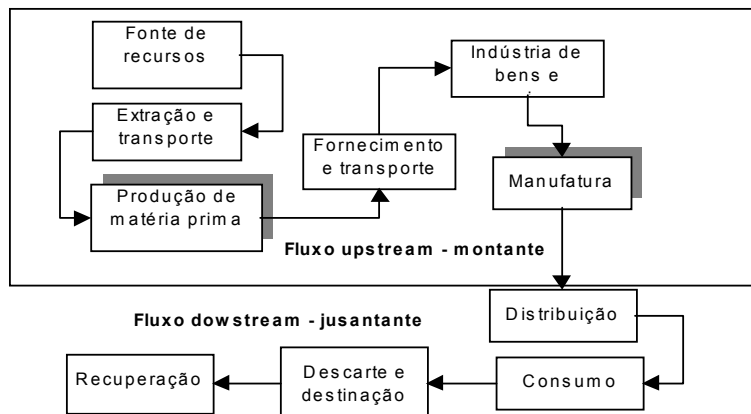 Fonte de
recursos
Extração e
transporte
Produção de
matéria prima
Fornecimento
e transporte
Indústria de
bens e
Manufatura
Fluxo upstream - montante
Distribuição
Fluxo dowstream - jusantante
Consumo
Descarte e
destinação
Recuperação